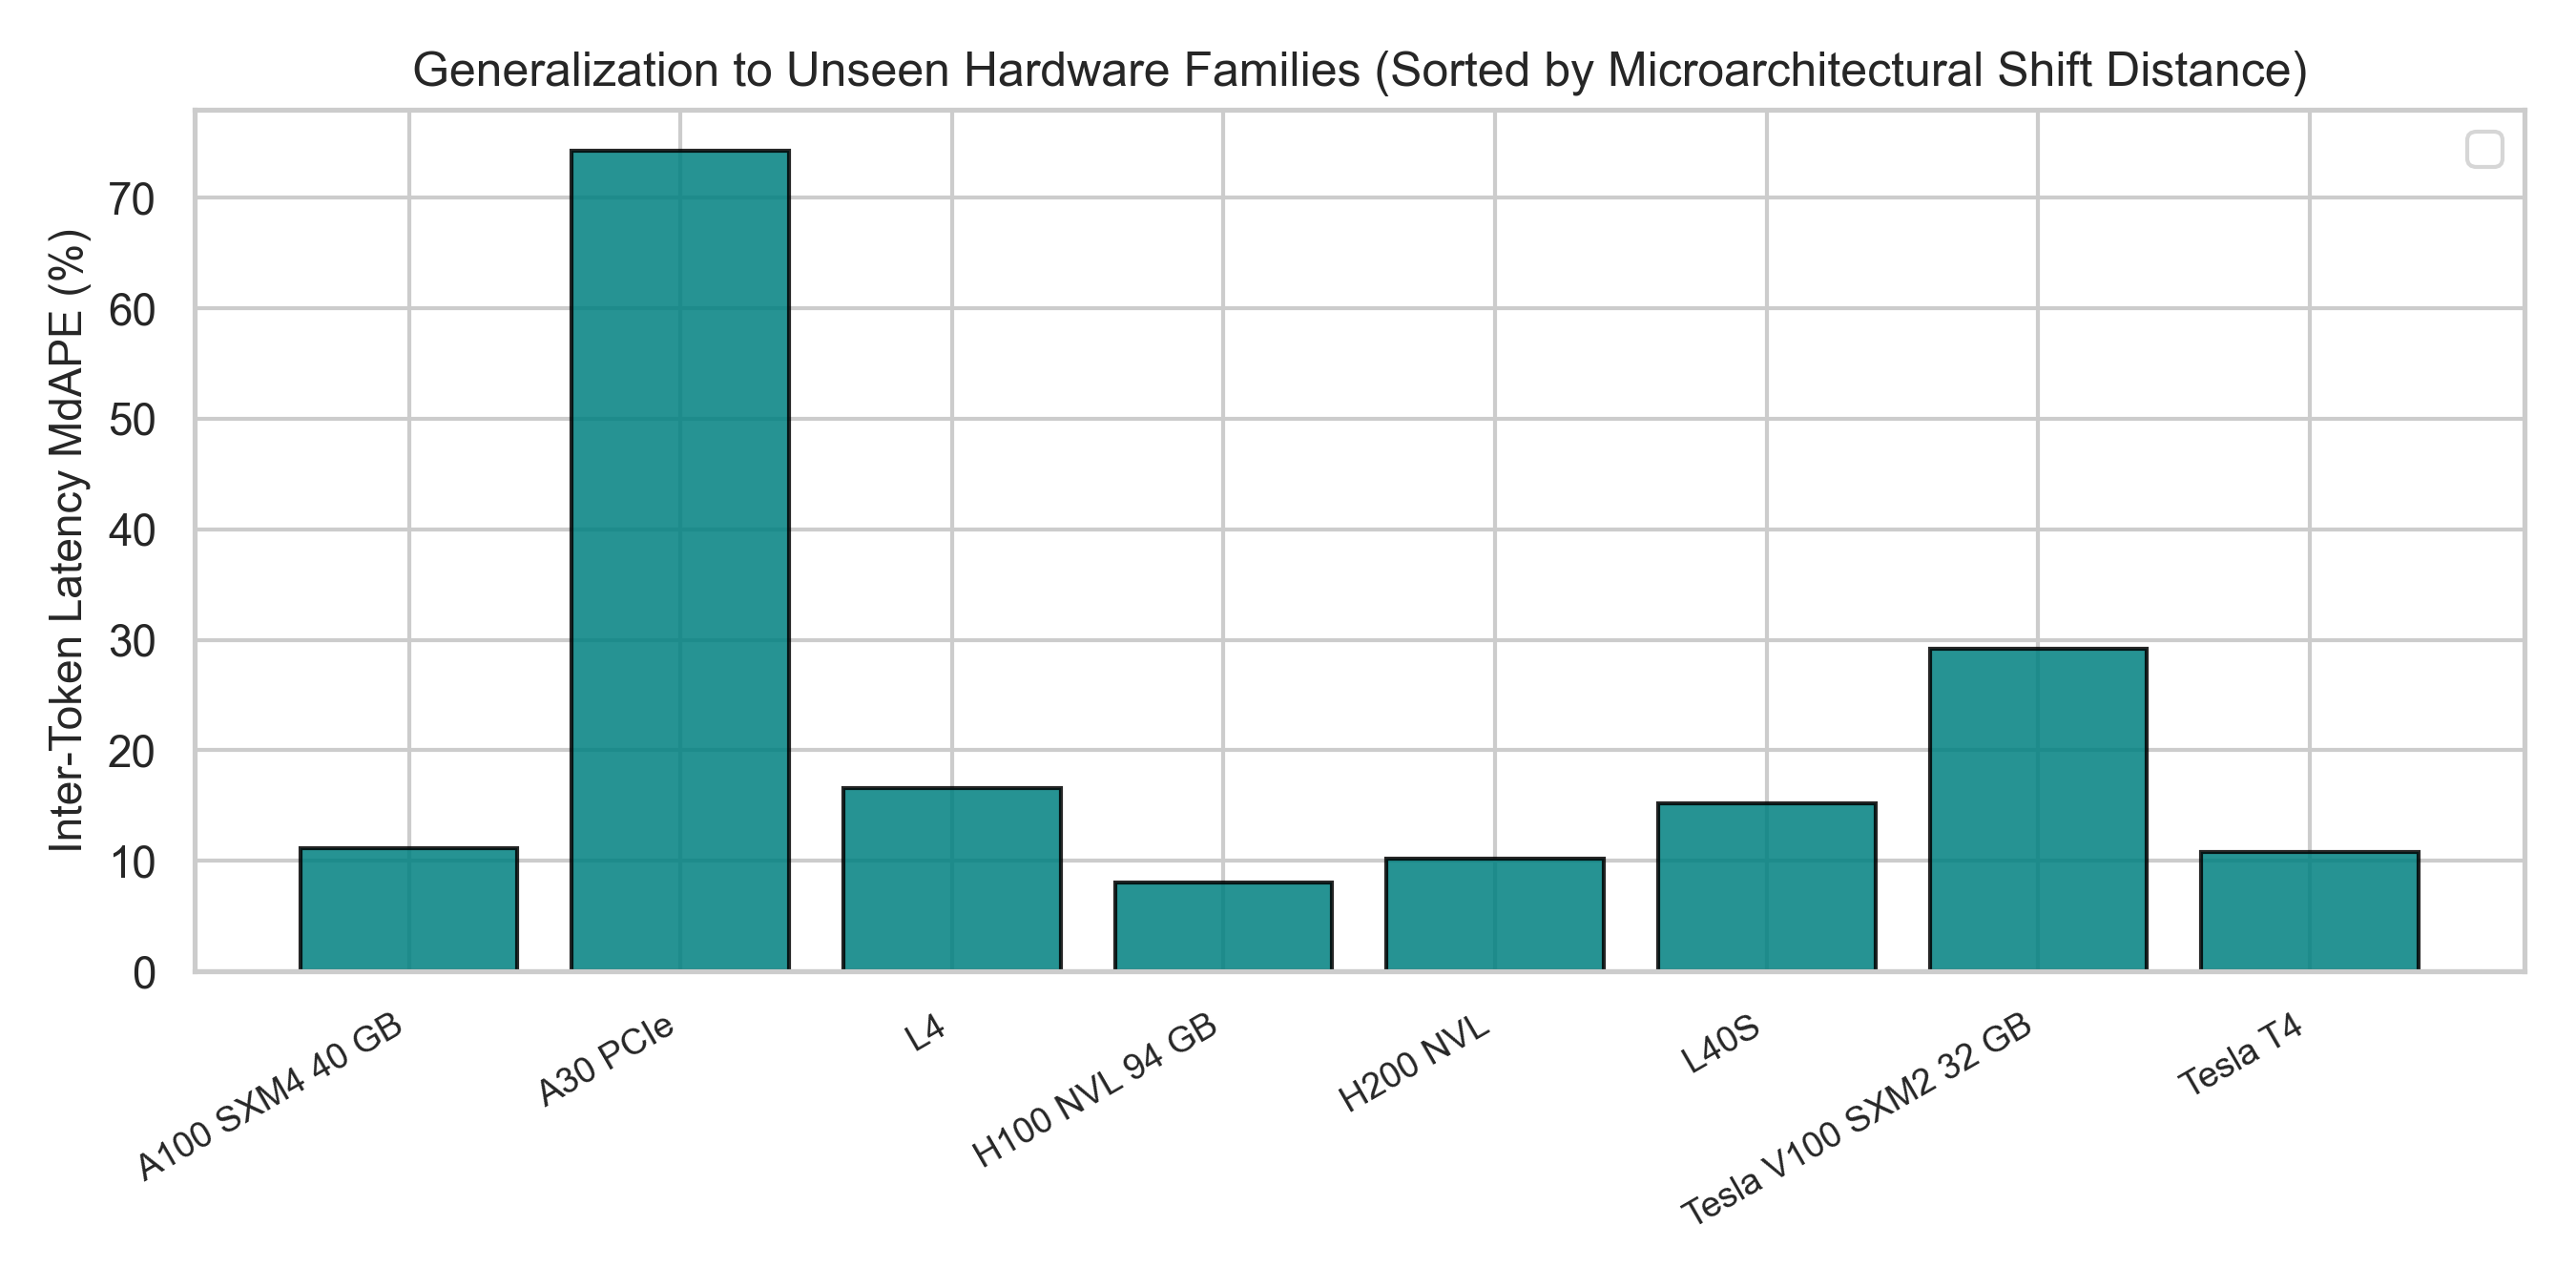 Generalization to Unseen Hardware Families (Sorted by Microarchitectural Shift Distance)
Inter-Token Latency MdAPE (%)
70
60
50
40
30
20
10
0
A100 SXM4 40 GB
A30 PCIe
L4
H100 NVL 94 GB
H200 NVL
L40S
Tesla V100 SXM2 32 GB
Tesla T4